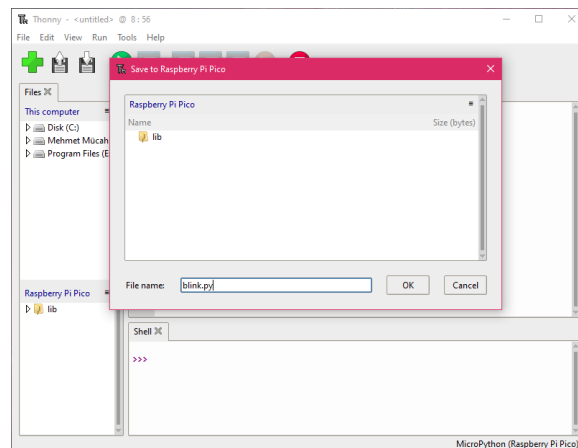 Thonny - <untitled> @ 8 : 56
File Edit View Run Tools Help
Save to Raspberry Pi Pico
Files
This computer
Disk (C:)
Mehmet Mücah
Program Files (E
Raspberry Pi Pico
lib
Raspberry Pi Pico
Name Size (bytes)
lib
File name: blink.py OK Cancel
Shell
>>>
MicroPython (Raspberry Pi Pico)